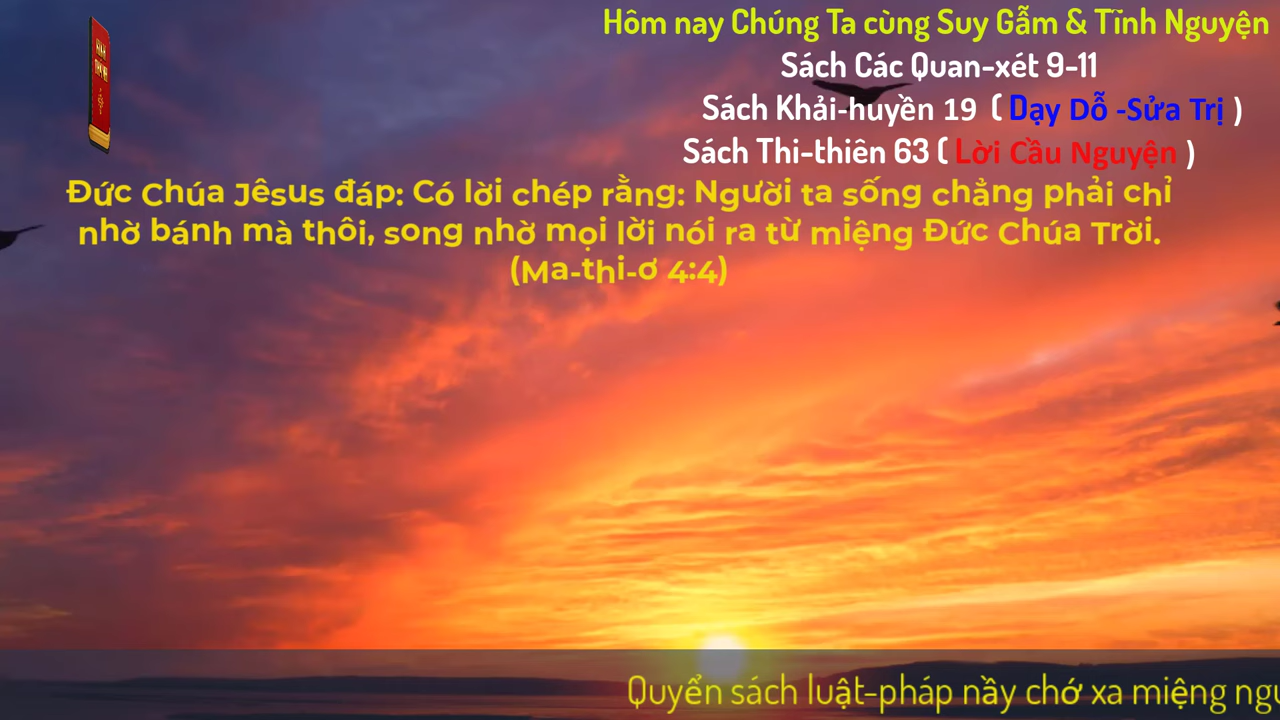 Hôm nay Chúng Ta cùng Suy Gẫm & Tĩnh Nguyện
Sách Các Quan-xét 9-11
Sách Khải-huyền 19 ( Dạy Dỗ -Sửa Trị )
Sách Thi-thiên 63 ( Lời Cầu Nguyện )
Đức Chúa Jêsus đáp: Có lời chép rằng: Người ta sống chẳng phải chỉ
nhờ bánh mà thôi, song nhờ mọi lời nói ra từ miệng Đức Chúa Trời.
(Ma-thi-ơ 4:4)
Quyển sách luật-pháp nầy chớ xa miệng